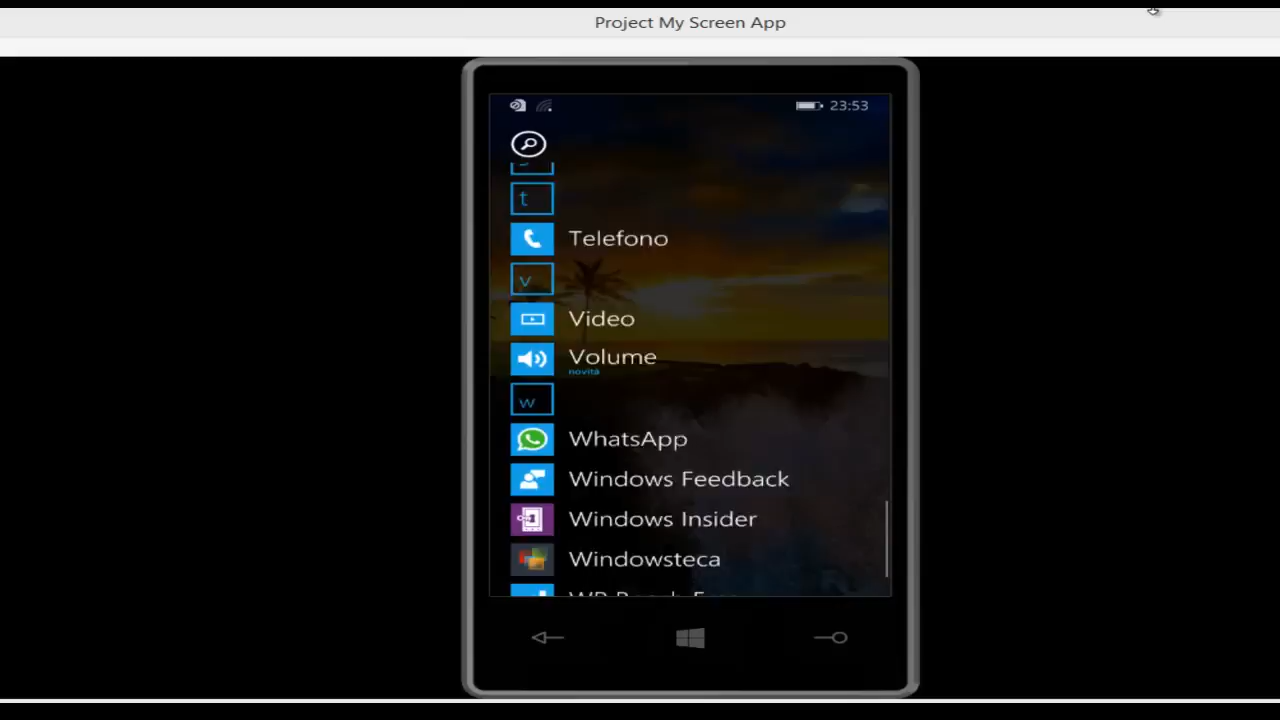 Project My Screen App
23:53
t
Telefono
v
Video
Volume
novità
w
WhatsApp
Windows Feedback
Windows Insider
Windowsteca